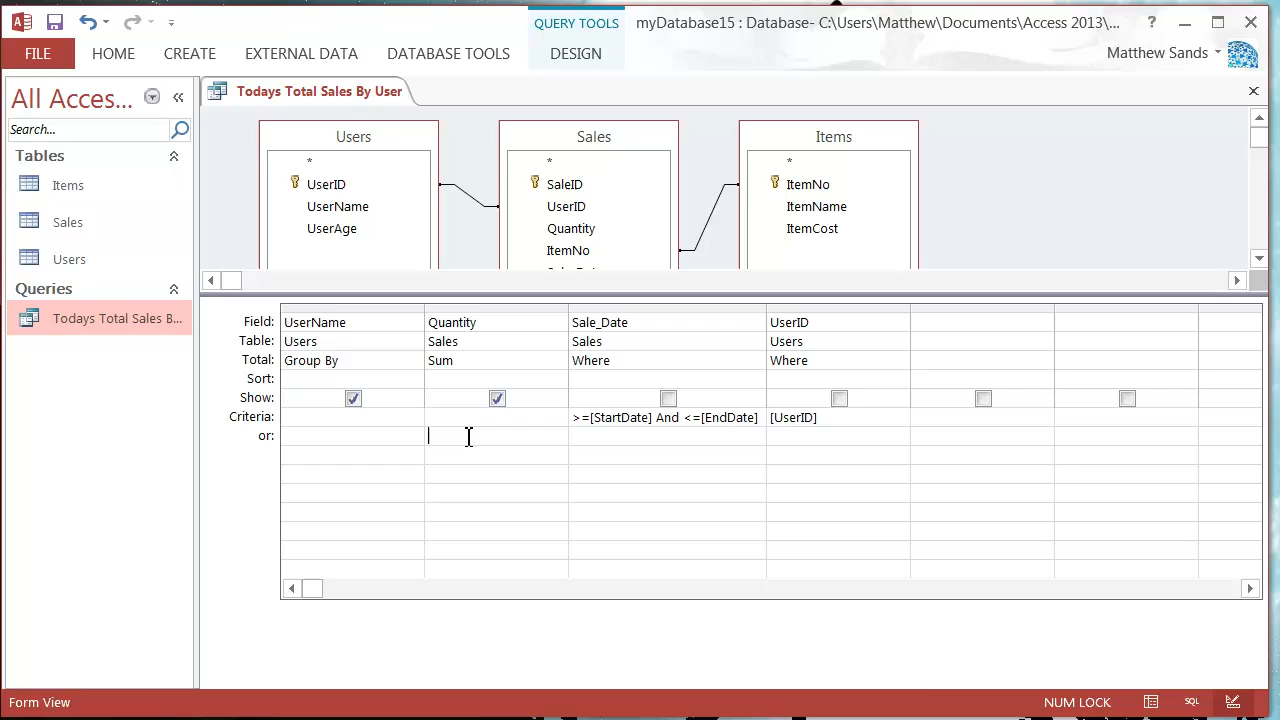 QUERY TOOLS
myDatabase15 : Database- C:\Users\Matthew\Documents\Access 2013\...
FILE
HOME
CREATE
EXTERNAL DATA
DATABASE TOOLS
DESIGN
Matthew Sands
All Acces...
Search...
Tables
Items
Sales
Users
Queries
Todays Total Sales B...
Todays Total Sales By User
Users
*
UserID
UserName
UserAge
Sales
*
SaleID
UserID
Quantity
ItemNo
Items
*
ItemNo
ItemName
ItemCost
Field: UserName Quantity Sale_Date UserID
Table: Users Sales Sales Users
Total: Group By Sum Where Where
Sort:
Show:
Criteria: >=[StartDate] And <=[EndDate] [UserID]
or:
Form View
NUM LOCK
SQL